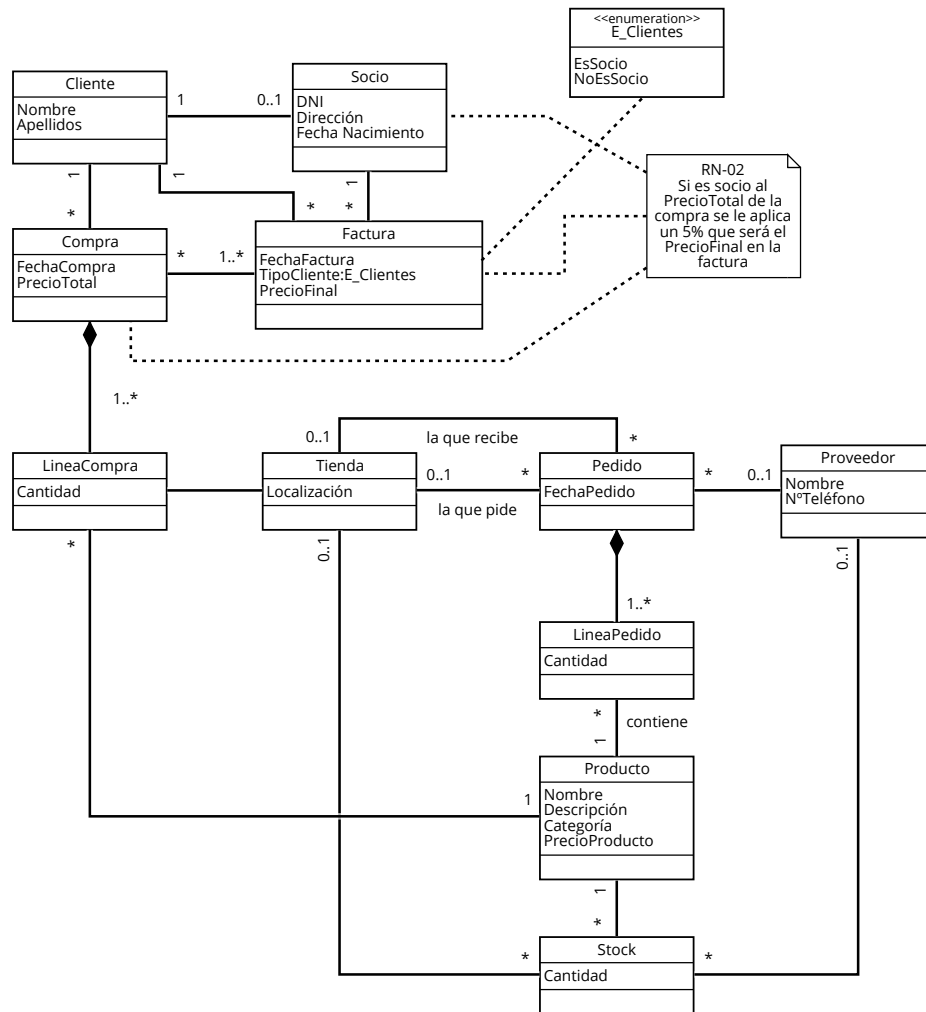 <<enumeration>>
E_Clientes
EsSocio
NoEsSocio
Cliente
Nombre
Apellidos
1
0..1
Socio
DNI
Dirección
Fecha Nacimiento
RN-02
Si es socio al
PrecioTotal de la
compra se le aplica
un 5% que será el
PrecioFinal en la
factura
1
*
1
*
1
*
Compra
FechaCompra
PrecioTotal
*
1..*
Factura
FechaFactura
TipoCliente:E_Clientes
PrecioFinal
1..*
0..1
la que recibe
*
LineaCompra
Cantidad
Tienda
Localización
0..1
*
la que pide
Pedido
FechaPedido
*
0..1
Proveedor
Nombre
NºTeléfono
*
0..1
0..1
1..*
LineaPedido
Cantidad
*
contiene
1
1
Producto
Nombre
Descripción
Categoría
PrecioProducto
1
*
*
*
Stock
Cantidad